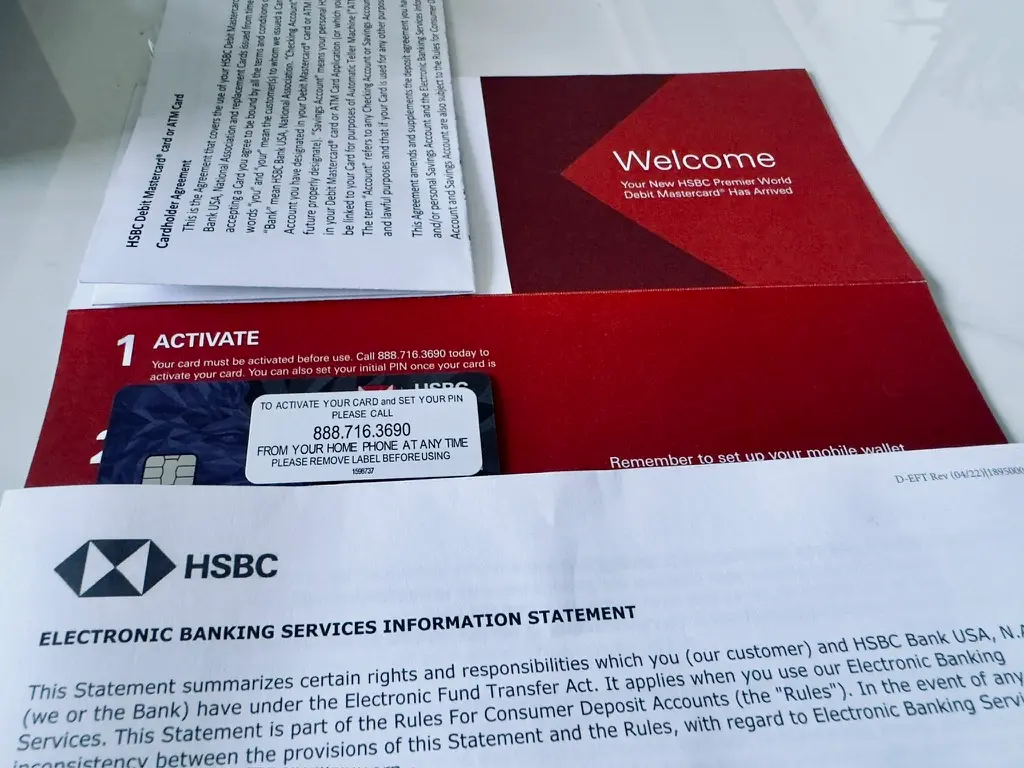 HSBC Debit Mastercard® card or ATM Card
Cardholder Agreement
This is the Agreement that covers the use of your HSBC Debit Mastercard
Bank USA, National Association and replacement Cards issued from time
accepting Card you agree to be bound by all the terms and conditions
words "you" and "your" mean the customer(s) to whom we issued a Card
"Bank" mean HSBC Bank USA, National Association. "Checking Account"
Account you have designated in your Debit Mastercard® card or ATM
future properly designate). "Savings Account" means your personal
in your Debit Mastercard® card or ATM Card Application (or which you
be linked to your Card for purposes of Automatic Teller Machine ("AT
The term "Account" refers to any Checking Account or Savings Account
and lawful purposes and that if your Card is used for any other purpose
This Agreement amends and supplements the deposit agreement you
and/or personal Savings Account and the Electronic Banking Services
Account and Savings Account are also subject to the Rules for Consumer
Welcome
Your New HSBC Premier World
Debit Mastercard® Has Arrived
1 ACTIVATE
Your card must be activated before use. Call 888.716.3690 today to
activate your card. You can also set your initial PIN once your card is
HSBC
TO ACTIVATE YOUR CARD and SET YOUR PIN
PLEASE CALL
888.716.3690
FROM YOUR HOME PHONE AT ANY TIME
PLEASE REMOVE LABEL BEFORE USING
1596737
2
Remember to set up your mobile wallet
D-EFT Rev (04/22)|1895000
HSBC
ELECTRONIC BANKING SERVICES INFORMATION STATEMENT
This Statement summarizes certain rights and responsibilities which you (our customer) and HSBC Bank USA, N.A
(we or the Bank) have under the Electronic Fund Transfer Act. It applies when you use our Electronic Banking
Services. This Statement is part of the Rules For Consumer Deposit Accounts (the "Rules"). In the event of any
inconsistency between the provisions of this Statement and the Rules, with regard to Electronic Banking Servi